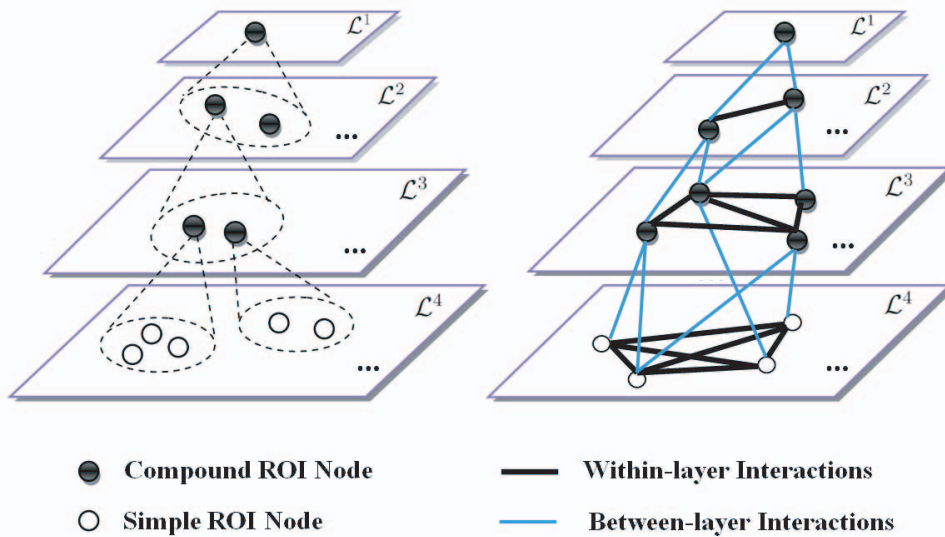 ℒ¹
ℒ¹
ℒ²
ℒ²
...
...
ℒ³
ℒ³
...
...
ℒ⁴
ℒ⁴
...
...
Compound ROI Node
Within-layer Interactions
Simple ROI Node
Between-layer Interactions